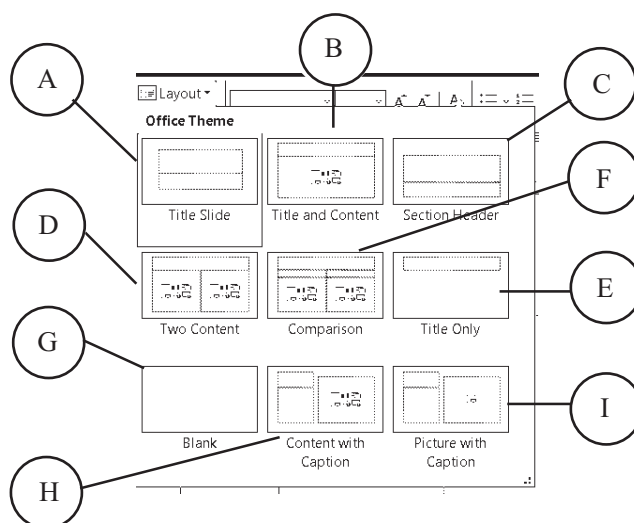 B
A
C
Layout
Office Theme
F
Title Slide
Title and Content
Section Header
D
E
Two Content
Comparison
Title Only
G
I
Blank
Content with
Caption
Picture with
Caption
H